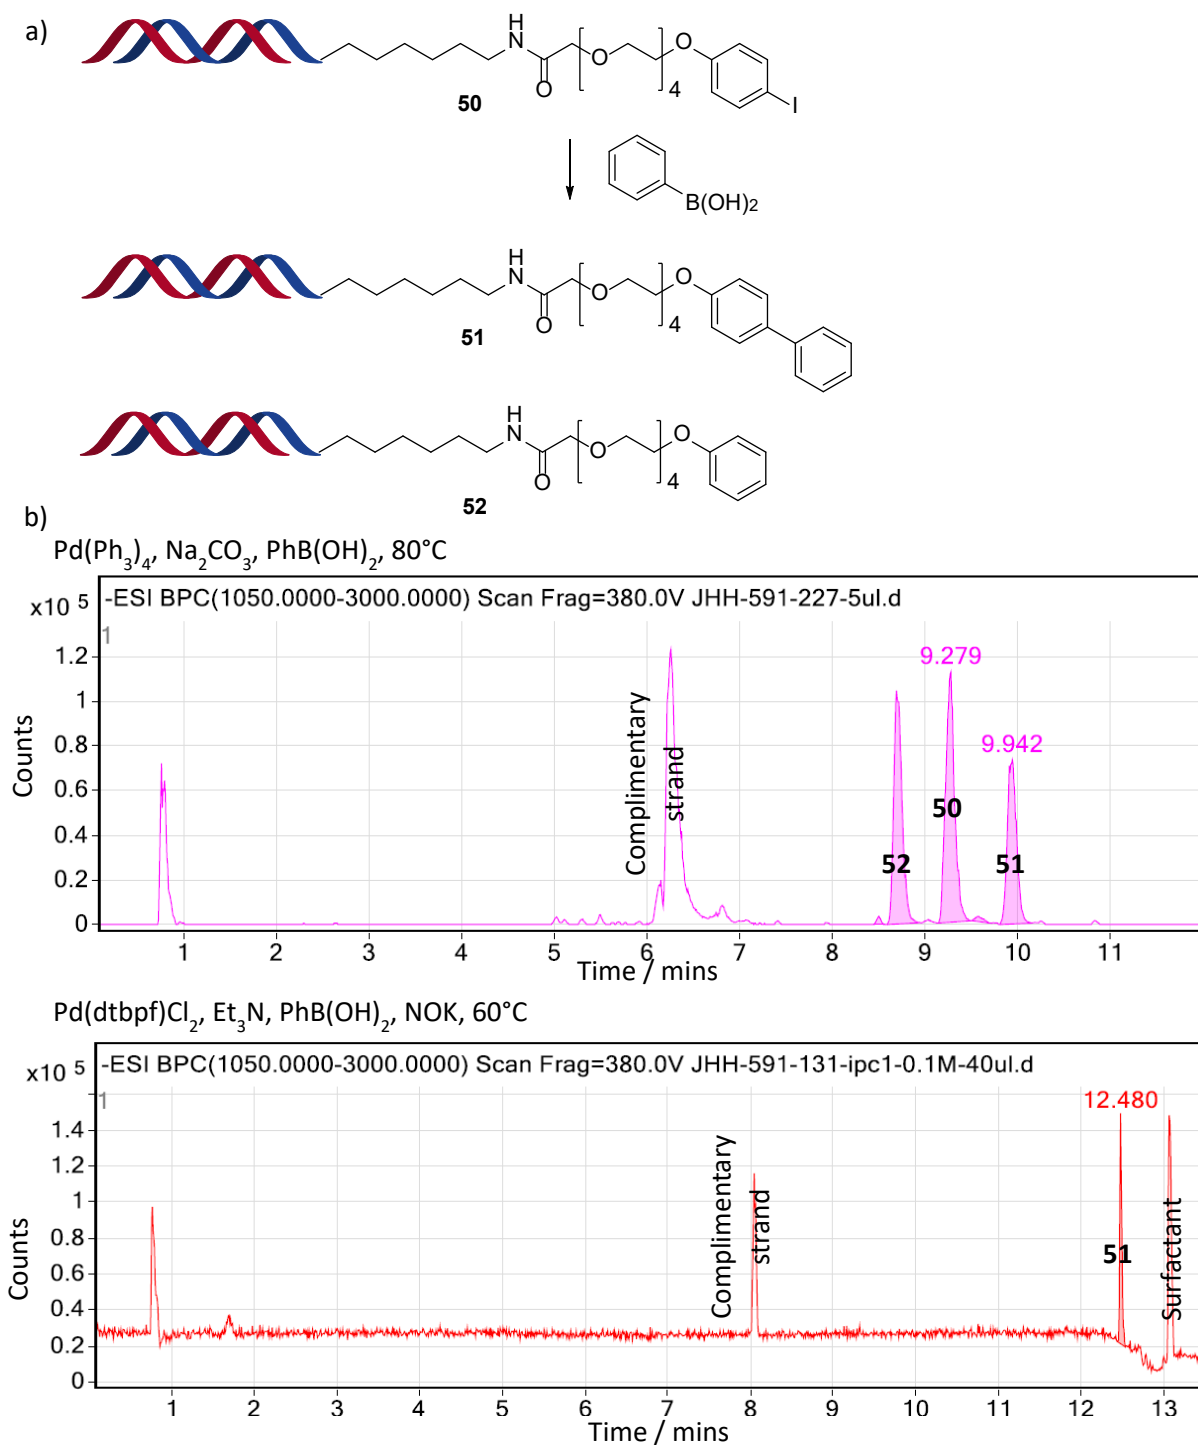 a)
H
N
O
O
O
4
I
50
B(OH)2
H
N
O
O
O
4
51
H
N
O
O
O
4
52
b)
Pd(Ph3)4, Na2CO3, PhB(OH)2, 80°C
x10 5
-ESI BPC(1050.0000-3000.0000) Scan Frag=380.0V JHH-591-227-5ul.d
1
1.2
1
0.8
0.6
0.4
0.2
0
Counts
Complimentary
strand
52
9.279
50
9.942
51
1 2 3 4 5 6 7 8 9 10 11
Time / mins
Pd(dtbpf)Cl2, Et3N, PhB(OH)2, NOK, 60°C
x10 5
-ESI BPC(1050.0000-3000.0000) Scan Frag=380.0V JHH-591-131-ipc1-0.1M-40ul.d
1
1.4
1.2
1
0.8
0.6
0.4
0.2
0
Counts
Complimentary
strand
12.480
51
Surfactant
1 2 3 4 5 6 7 8 9 10 11 12 13
Time / mins